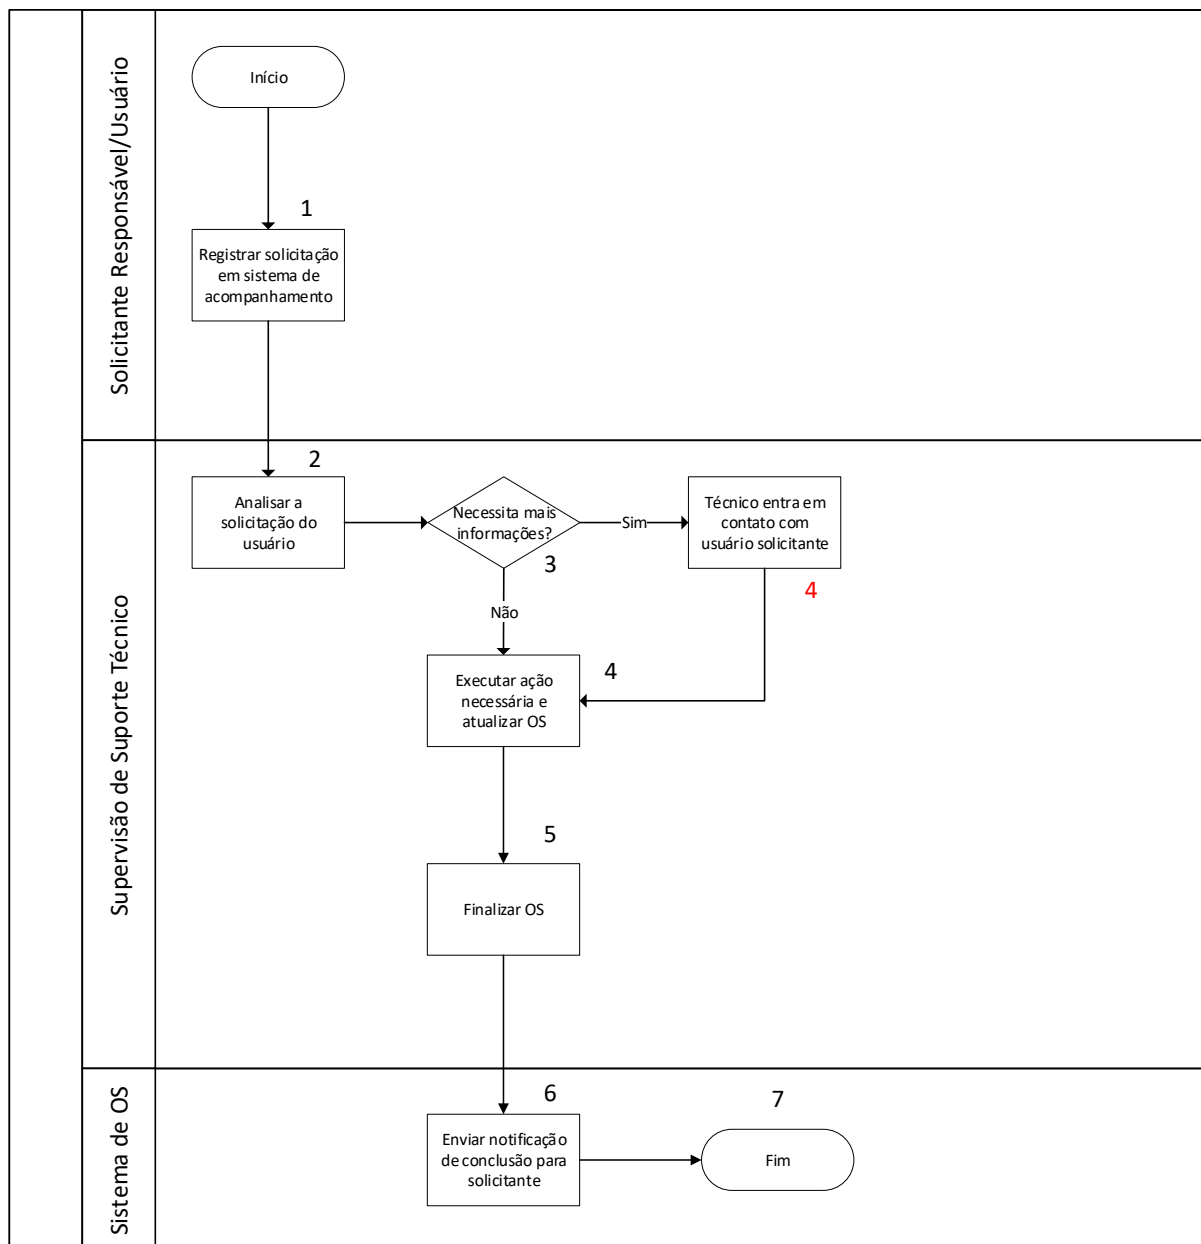 Solicitante Responsável/Usuário
Início
1
Registrar solicitação
em sistema de
acompanhamento
Supervisão de Suporte Técnico
2
Analisar a
solicitação do
usuário
Necessita mais
informações?
3
Sim
Técnico entra em
contato com
usuário solicitante
4
Não
Executar ação
necessária e
atualizar OS
4
5
Finalizar OS
Sistema de OS
6
Enviar notificação
de conclusão para
solicitante
7
Fim